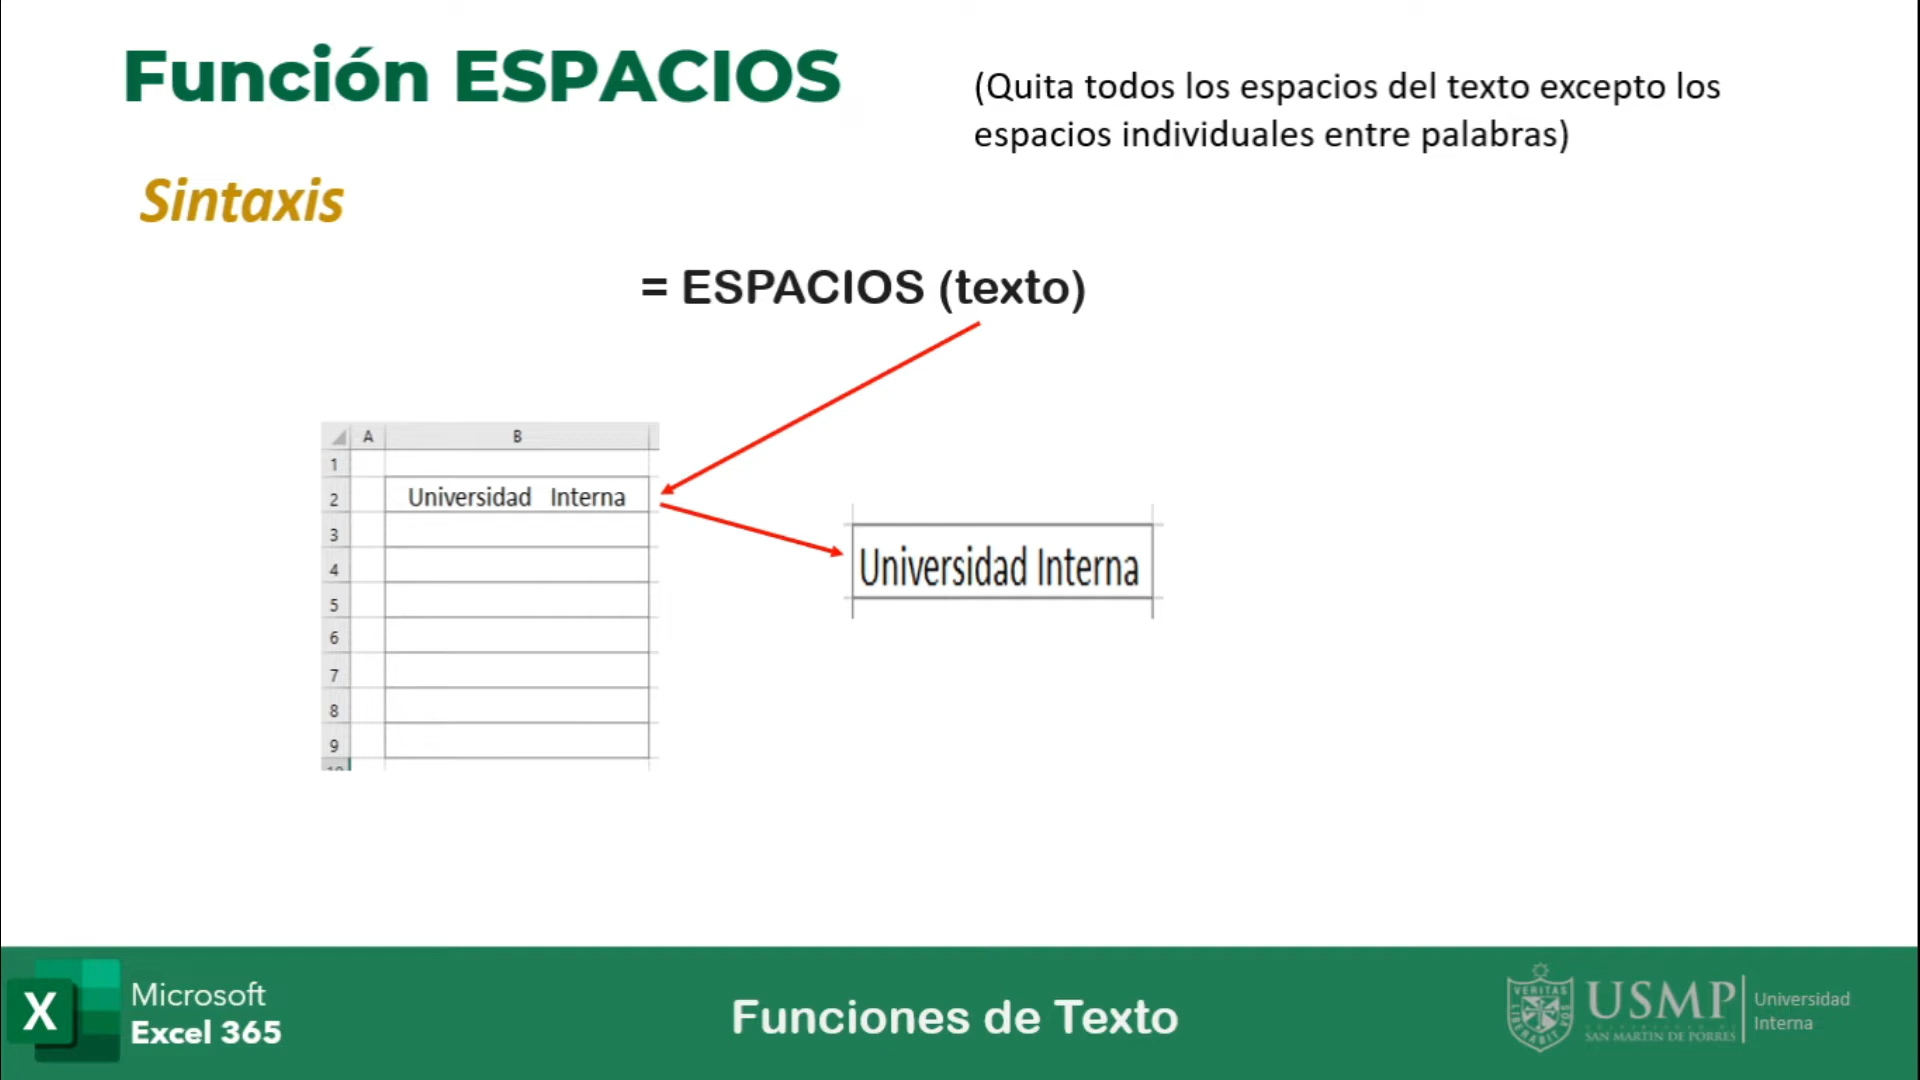 Función ESPACIOS
(Quita todos los espacios del texto excepto los
espacios individuales entre palabras)
Sintaxis
= ESPACIOS (texto)
A B
1
2 Universidad Interna
3
4
5
6
7
8
9
Universidad Interna
Microsoft
Excel 365
X
Funciones de Texto
VERITAS
USMP
SAN MARTIN DE PORRES
Universidad
Interna